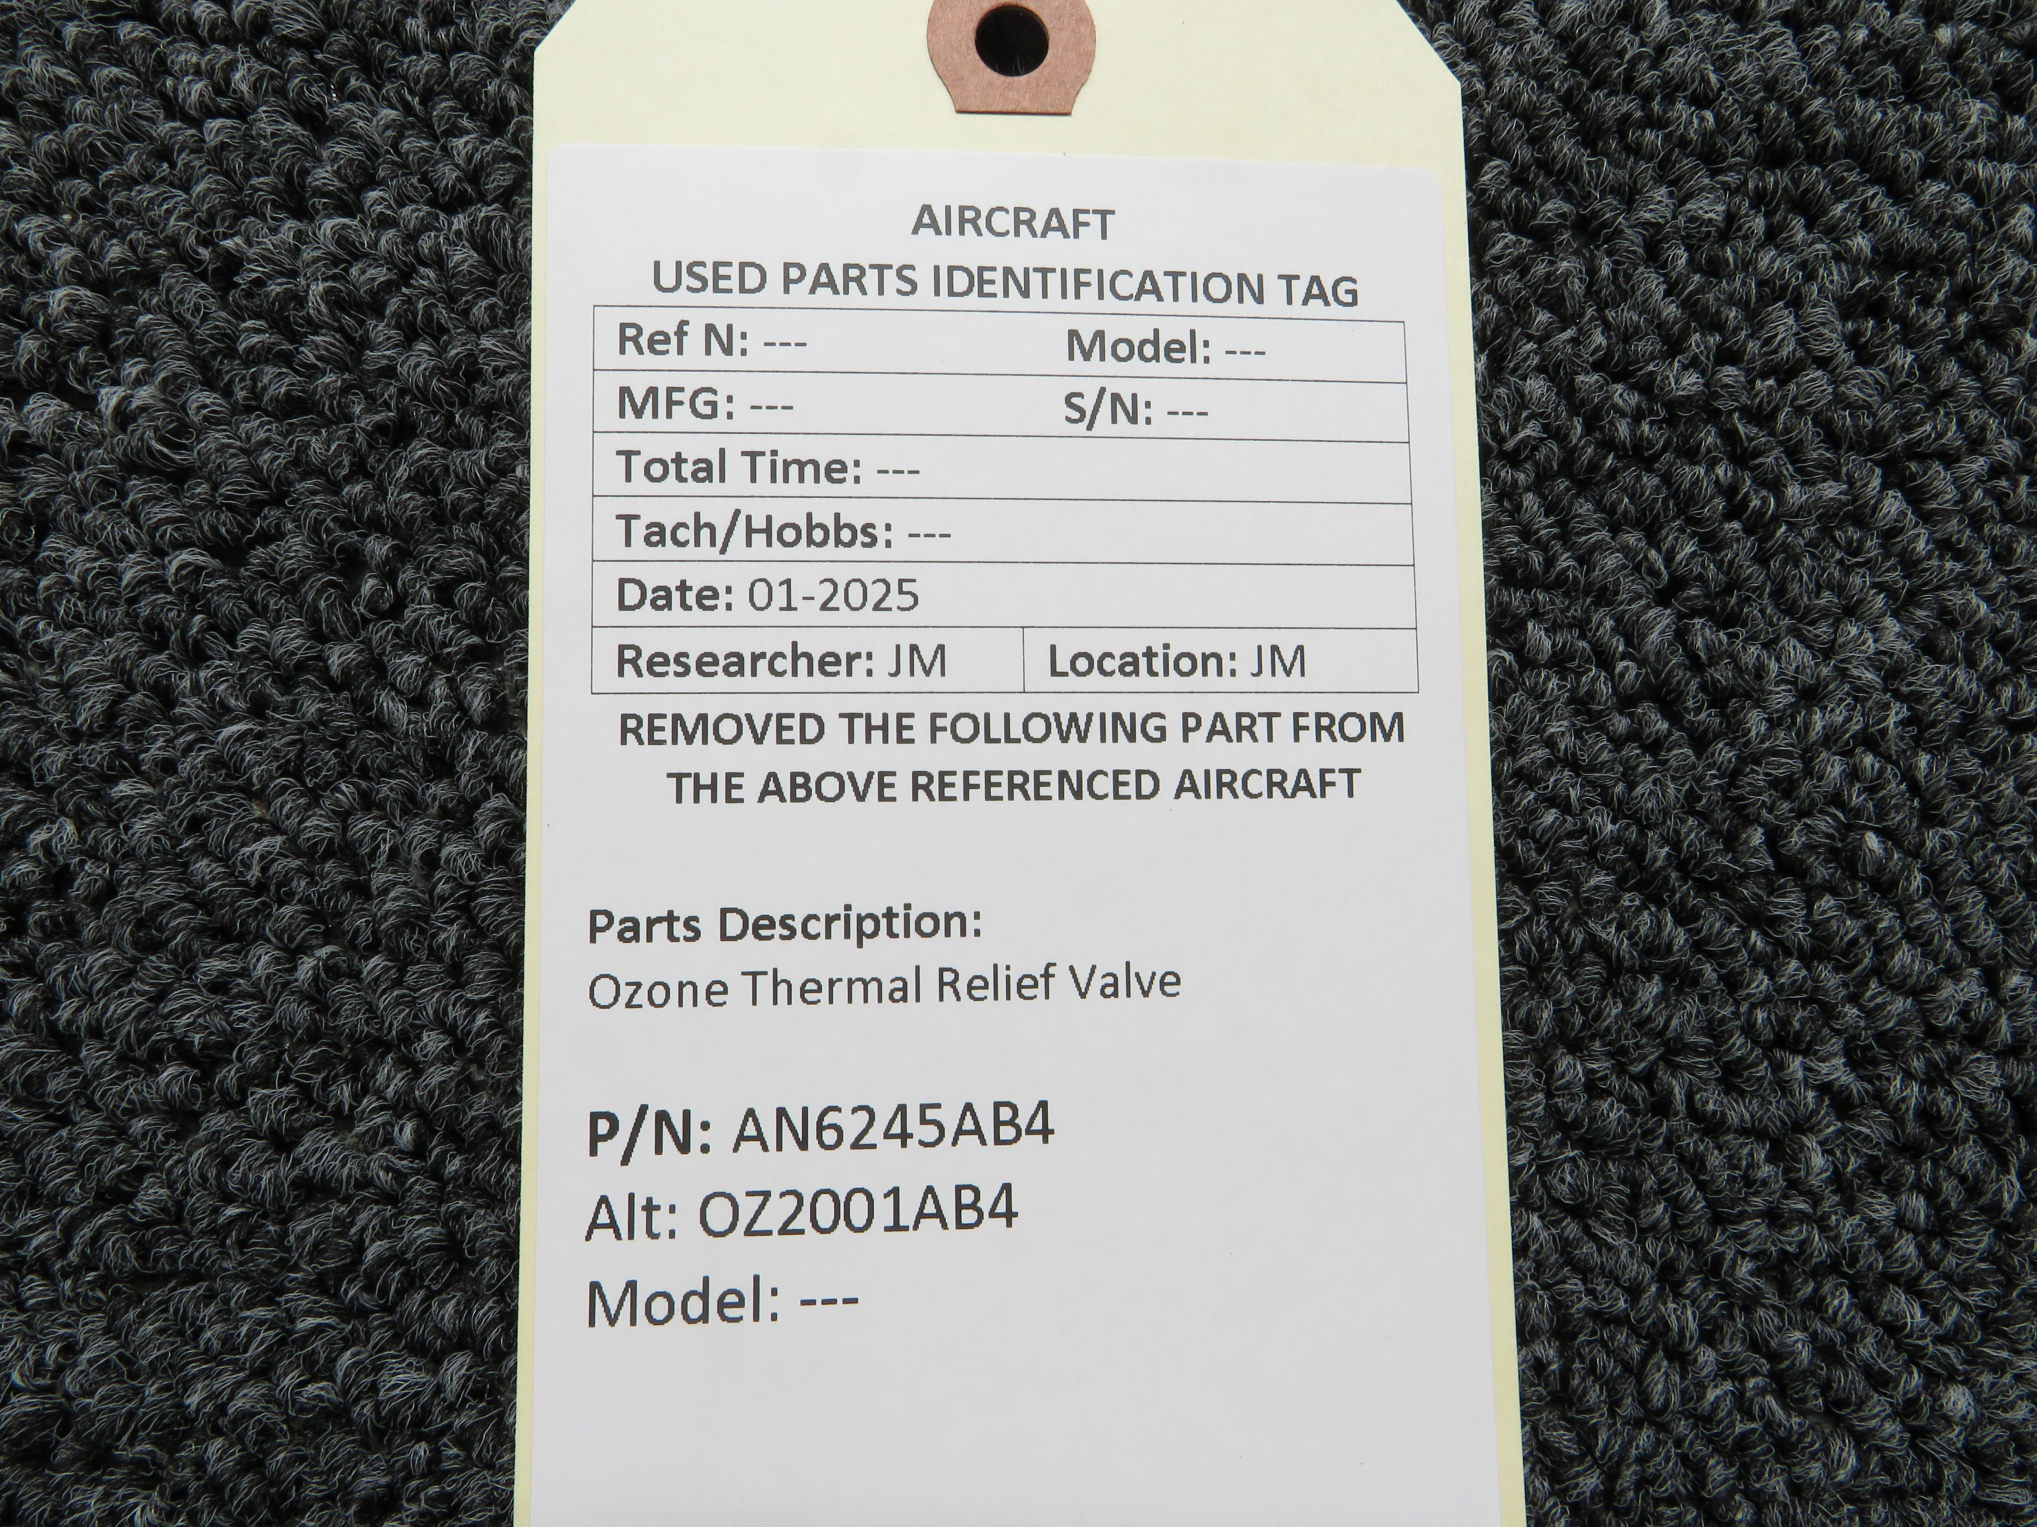 AIRCRAFT
USED PARTS IDENTIFICATION TAG
Ref N: --- Model: ---
MFG: --- S/N: ---
Total Time: ---
Tach/Hobbs: ---
Date: 01-2025
Researcher: JM Location: JM
REMOVED THE FOLLOWING PART FROM
THE ABOVE REFERENCED AIRCRAFT
Parts Description:
Ozone Thermal Relief Valve
P/N: AN6245AB4
Alt: OZ2001AB4
Model: ---